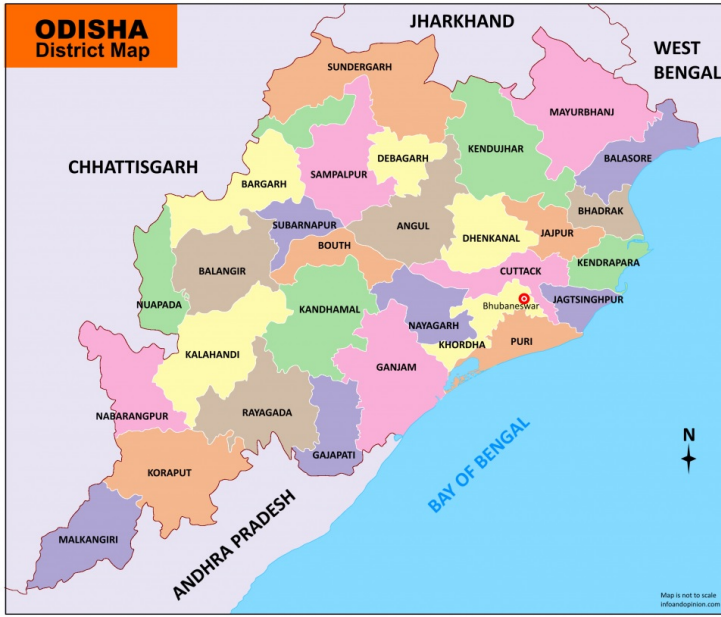 ODISHA
District Map
JHARKHAND
WEST
BENGAL
CHHATTISGARH
SUNDERGARH
MAYURBHANJ
KENDUJHAR
DEBAGARH
BALASORE
SAMPALPUR
BARGARH
BHADRAK
SUBARNAPUR
ANGUL
JAJPUR
DHENKANAL
BOUTH
KENDRAPARA
BALANGIR
CUTTACK
NUAPADA
JAGTSINGHPUR
Bhubaneswar
KANDHAMAL
NAYAGARH
PURI
KHORDHA
KALAHANDI
GANJAM
RAYAGADA
NABARANGPUR
GAJAPATI
KORAPUT
MALKANGIRI
BAY OF BENGAL
ANDHRA PRADESH
N
Map is not to scale
infoandopinion.com